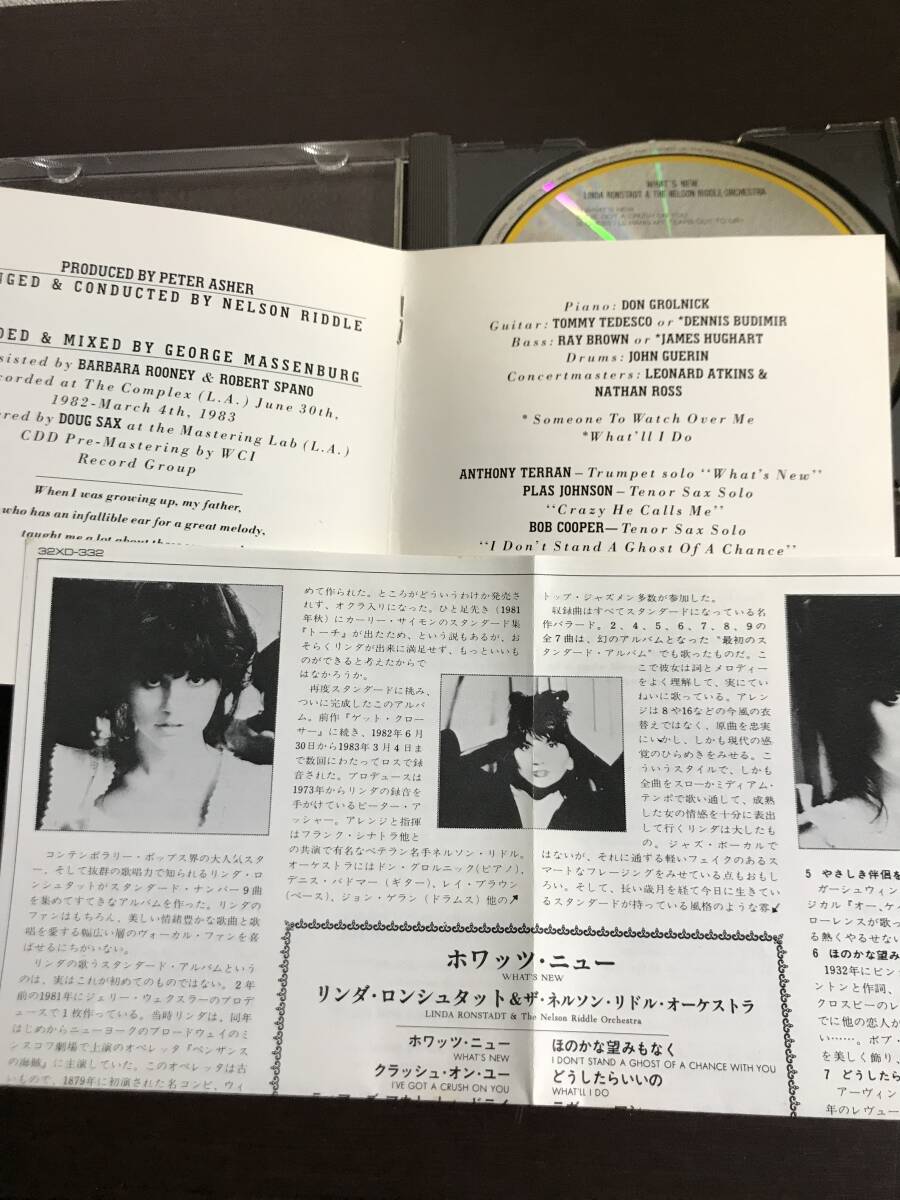 WHAT'S NEW
LINDA RONSTADT & THE NELSON RIDDLE ORCHESTRA
PRODUCED BY PETER ASHER
NGED & CONDUCTED BY NELSON RIDDLE
DED & MIXED BY GEORGE MASSENBURG
sisted by BARBARA ROONEY & ROBERT SPANO
corded at The Complex (L.A.) June 30th,
1982-March 4th, 1983
ered by DOUG SAX at the Mastering Lab (L.A.)
CDD Pre-Mastering by WCI
Record Group
When I was growing up, my father,
who has an infallible ear for a great melody,
taught me a lot about these
Piano: DON GROLNICK
Guitar: TOMMY TEDESCO or *DENNIS BUDIMIR
Bass: RAY BROWN or *JAMES HUGHART
Drums: JOHN GUERIN
Concertmasters: LEONARD ATKINS &
NATHAN ROSS
*Someone To Watch Over Me
*What'll I Do
ANTHONY TERRAN – Trumpet solo "What's New"
PLAS JOHNSON – Tenor Sax Solo
"Crazy He Calls Me"
BOB COOPER — Tenor Sax Solo
"I Don't Stand A Ghost Of A Chance"
32XD-332
コンテンポラリー・ポップス界の大人気スタ
ー、そして抜群の歌唱力で知られるリンダ・ロ
ンシュタットがスタンダード・ナンバー9曲
を集めてすてきなアルバムを作った。リンダの
ファンはもちろん、美しい情緒豊かな歌曲と歌
唱を愛する幅広い層のヴォーカル・ファンを喜
ばせるにちがいない。
リンダの歌うスタンダード・アルバムという
のは、実はこれが初めてのものではない。2年
前の1981年にジェリー・ウェクスラーのプロデ
ュースで1枚作っている。当時リンダは、同年
はじめからニューヨークのブロードウェイのミ
ンスコフ劇場で上演のオペレッタ『ペンザンス
の海賊』に主演していた。このオペレッタは古
いもので、1879年に初演された名コンビ、ウィ
めて作られた。ところがどういうわけか発売さ
れず、オクラ入りになった。ひと足先き(1981
年秋)にカーリー・サイモンのスタンダード集
『トーチ』が出たため、という説もあるが、お
そらくリンダが出来に満足せず、もっといいも
のができると考えたからで
はなかろうか。
再度スタンダードに挑み、
ついに完成したこのアルバ
ム。前作『ゲット・クロー
サー』に続き、1982年6月
30日から1983年3月4日ま
で数回にわたってロスで録
音された。プロデュースは
1973年からリンダの録音を
手がけているピーター・ア
ッシャー。アレンジと指揮
はフランク・シナトラ他と
の共演で有名なベテラン名手ネルソン・リドル。
オーケストラにはドン・グロルニック(ピアノ)、
デニス・バドマー(ギター)、レイ・ブラウン
(ベース)、ジョン・ゲラン(ドラムス)他の↗
トップ・ジャズメン多数が参加した。
収録曲はすべてスタンダードになっている名
作バラード。2、4、5、6、7、8、9の
全7曲は、幻のアルバムとなった"最初のス
タンダード・アルバム"でも歌ったものだ。こ
こで彼女は詞とメロディー
をよく理解して、実にてい
ねいに歌っている。アレン
ジは8や16などの今風の衣
替えではなく、原曲を忠実
にいかし、しかも現代の感
覚のひらめきをみせる。こ
ういうスタイルで、しかも
全曲をスローかミディアム・
テンポで歌い通して、成熟
した女の情感を十分に表出
して行くリンダは大したも
の。ジャズ・ボーカルで
はないが、それに通する軽いフェイクのあるス
マートなフレージングをみせている点もおもし
ろい。そして、長い歳月を経て今日に生きてい
るスタンダードが持っている風格のような雰↙
ホワッツ・ニュー
WHAT'S NEW
リンダ・ロンシュタット&ザ・ネルソン・リドル・オーケストラ
LINDA RONSTADT & The Nelson Riddle Orchestra
ホワッツ・ニュー
WHAT'S NEW
クラッシュ・オン・ユー
I'VE GOT A CRUSH ON YOU
ほのかな望みもなく
I DON'T STAND A GHOST OF A CHANCE WITH YOU
どうしたらいいの
WHAT'LL I DO
5 やさしき伴侶を
ガーシュウィン
ジカル『オー、ケイ
ローレンスが歌っ
る熱くやるせない
6 ほのかな望み
1932年にビン
ントンと作詞、
クロスビーのレ
でに他の恋人が
い……。ボブ・
を美しく飾り、
7 どうしたら
アーヴィン
年のレヴュー